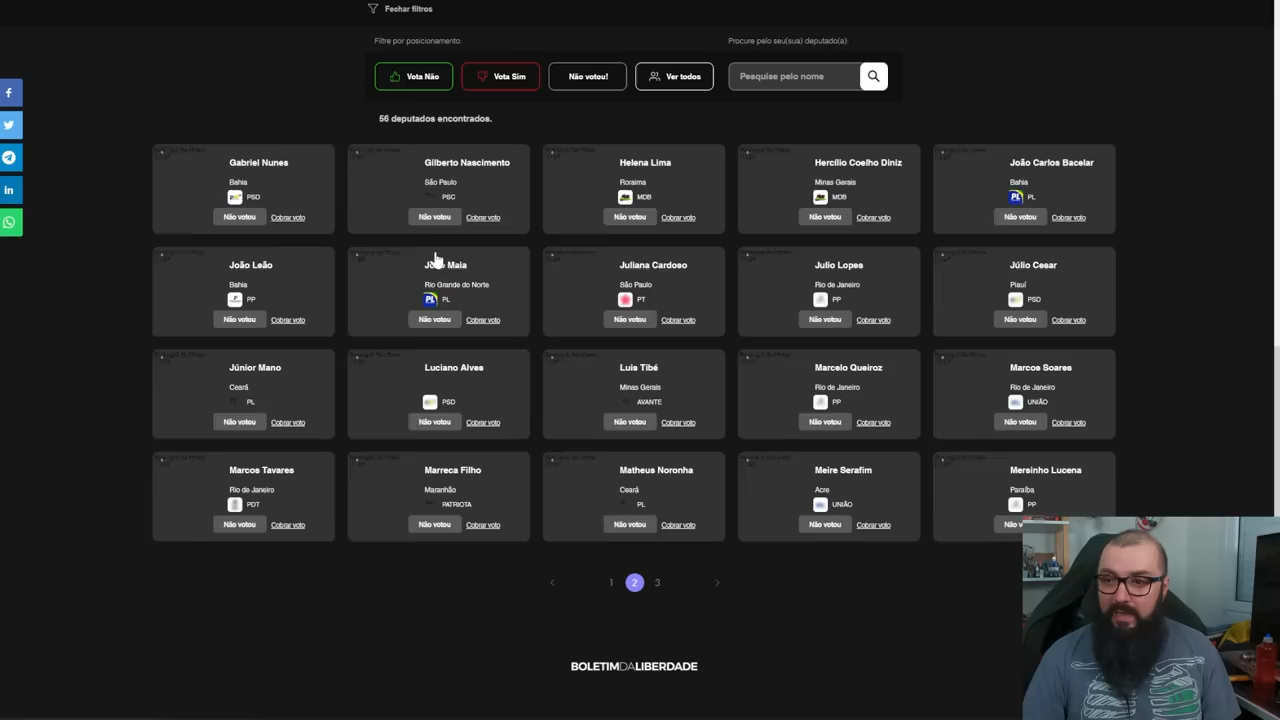 Fechar filtros
Filtre por posicionamento:
Procure pelo seu(sua) deputado(a):
Vota Não
Vota Sim
Não votou!
Ver todos
Pesquise pelo nome
56 deputados encontrados.
Gabriel Nunes
Bahia
PSD
Não votou Cobrar voto
Gilberto Nascimento
São Paulo
PSC
Não votou Cobrar voto
Helena Lima
Roraima
MDB
Não votou Cobrar voto
Hercílio Coelho Diniz
Minas Gerais
MDB
Não votou Cobrar voto
João Carlos Bacelar
Bahia
PL
Não votou Cobrar voto
João Leão
Bahia
PP
Não votou Cobrar voto
Maia
Rio Grande do Norte
PL
Não votou Cobrar voto
Juliana Cardoso
São Paulo
PT
Não votou Cobrar voto
Julio Lopes
Rio de Janeiro
PP
Não votou Cobrar voto
Júlio Cesar
Piauí
PSD
Não votou Cobrar voto
Júnior Mano
Ceará
PL
Não votou Cobrar voto
Luciano Alves
PSD
Não votou Cobrar voto
Luis Tibé
Minas Gerais
AVANTE
Não votou Cobrar voto
Marcelo Queiroz
Rio de Janeiro
PP
Não votou Cobrar voto
Marcos Soares
Rio de Janeiro
UNIÃO
Não votou Cobrar voto
Marcos Tavares
Rio de Janeiro
PDT
Não votou Cobrar voto
Marreca Filho
Maranhão
PATRIOTA
Não votou Cobrar voto
Matheus Noronha
Ceará
PL
Não votou Cobrar voto
Meire Serafim
Acre
UNIÃO
Não votou Cobrar voto
Mersinho Lucena
Paraíba
PP
1 2 3
BOLETIMDALIBERDADE